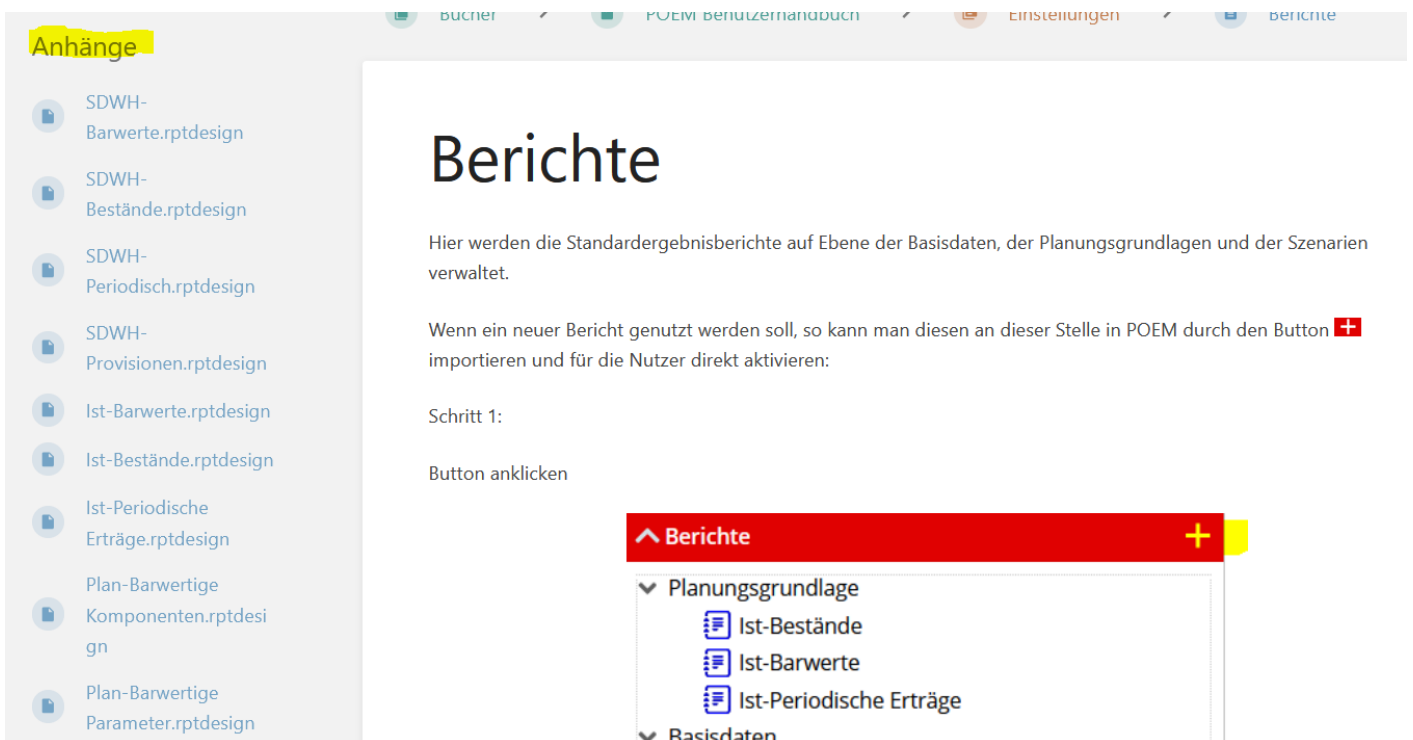 Bücher
POEM Benutzerhandbuch
Einstellungen
Berichte
Anhänge
SDWH-
Barwerte.rptdesign
SDWH-
Bestände.rptdesign
SDWH-
Periodisch.rptdesign
SDWH-
Provisionen.rptdesign
Ist-Barwerte.rptdesign
Ist-Bestände.rptdesign
Ist-Periodische
Erträge.rptdesign
Plan-Barwertige
Komponenten.rptdesi
gn
Plan-Barwertige
Parameter.rptdesign
Berichte
Hier werden die Standardergebnisberichte auf Ebene der Basisdaten, der Planungsgrundlagen und der Szenarien
verwaltet.
Wenn ein neuer Bericht genutzt werden soll, so kann man diesen an dieser Stelle in POEM durch den Button
importieren und für die Nutzer direkt aktivieren:
Schritt 1:
Button anklicken
Berichte
Planungsgrundlage
Ist-Bestände
Ist-Barwerte
Ist-Periodische Erträge
Basisdaten